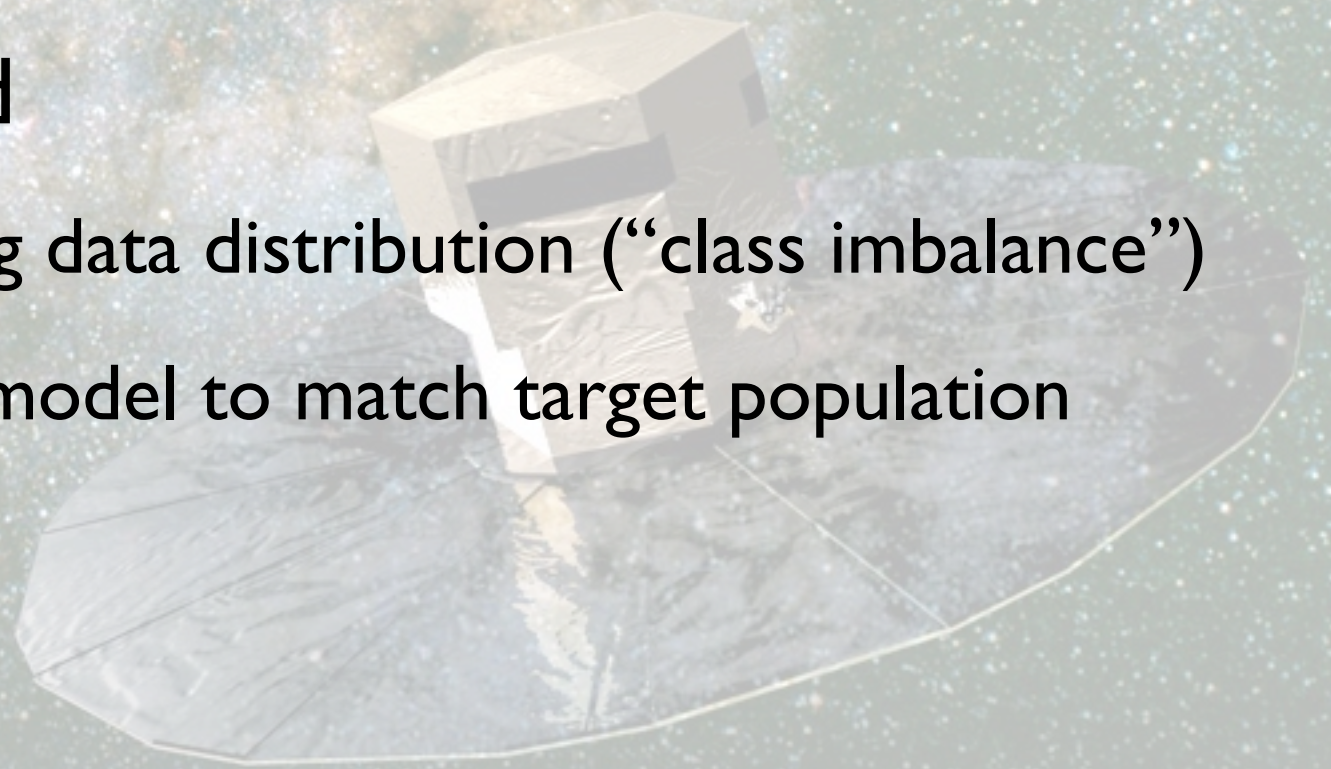 d
g data distribution (“class imbalance”)
model to match target population